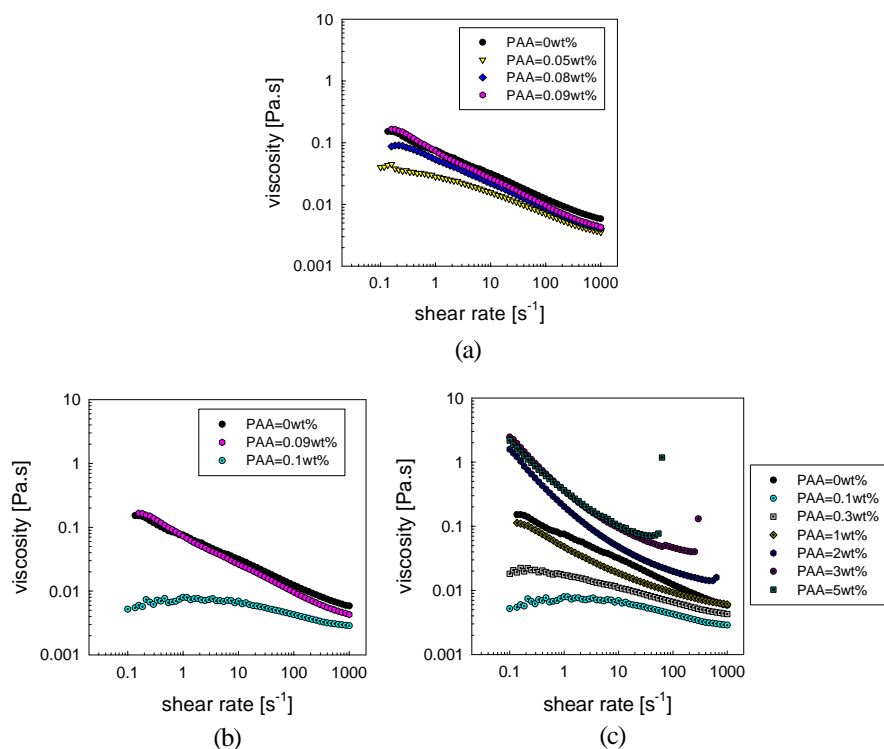 10
1
0.1
0.01
0.001
viscosity [Pa.s]
PAA=0wt%
PAA=0.05wt%
PAA=0.08wt%
PAA=0.09wt%
0.1 1 10 100 1000
shear rate [s-1]
(a)
10
1
0.1
0.01
0.001
viscosity [Pa.s]
PAA=0wt%
PAA=0.09wt%
PAA=0.1wt%
0.1 1 10 100 1000
shear rate [s-1]
(b)
10
1
0.1
0.01
0.001
viscosity [Pa.s]
0.1 1 10 100 1000
shear rate [s-1]
PAA=0wt%
PAA=0.1wt%
PAA=0.3wt%
PAA=1wt%
PAA=2wt%
PAA=3wt%
PAA=5wt%
(c)